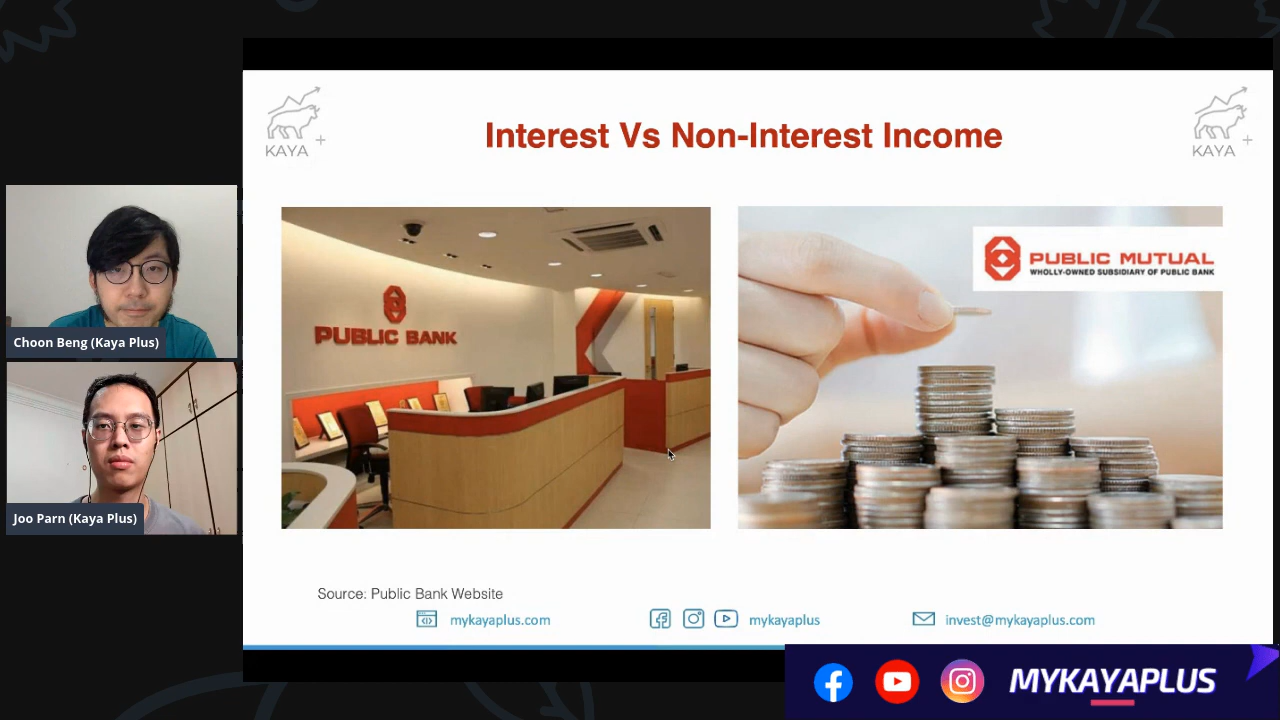 KAYA +
KAYA +
Interest Vs Non-Interest Income
PUBLIC BANK
PUBLIC MUTUAL
WHOLLY-OWNED SUBSIDIARY OF PUBLIC BANK
Choon Beng (Kaya Plus)
Joo Parn (Kaya Plus)
Source: Public Bank Website
mykayaplus.com
mykayaplus
invest@mykayaplus.com
MYKAYAPLUS